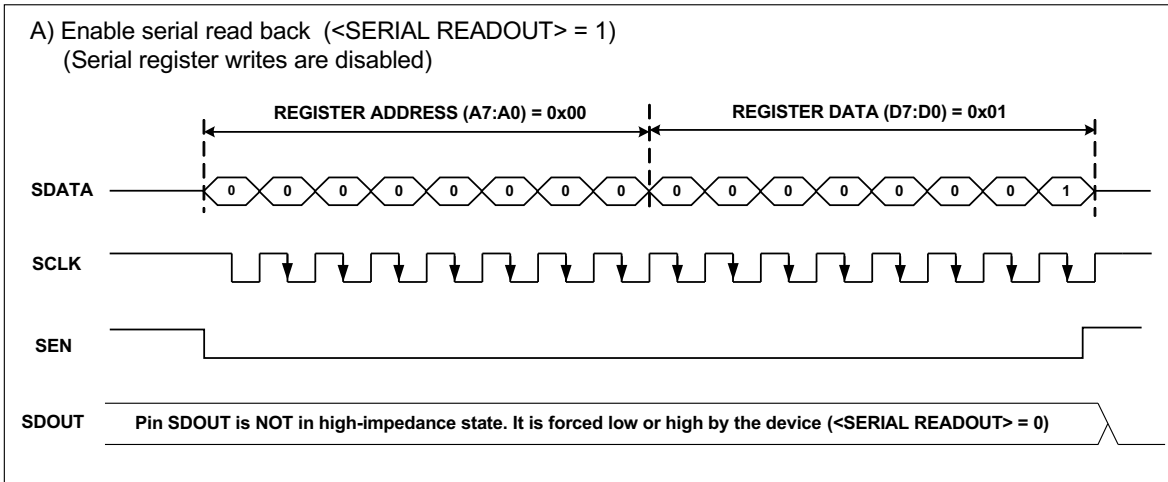 A) Enable serial read back (<SERIAL READOUT> = 1)
(Serial register writes are disabled)
REGISTER ADDRESS (A7:A0) = 0x00
REGISTER DATA (D7:D0) = 0x01
SDATA
0 0 0 0 0 0 0 0 0 0 0 0 0 0 0 1
SCLK
SEN
SDOUT
Pin SDOUT is NOT in high-impedance state. It is forced low or high by the device (<SERIAL READOUT> = 0)